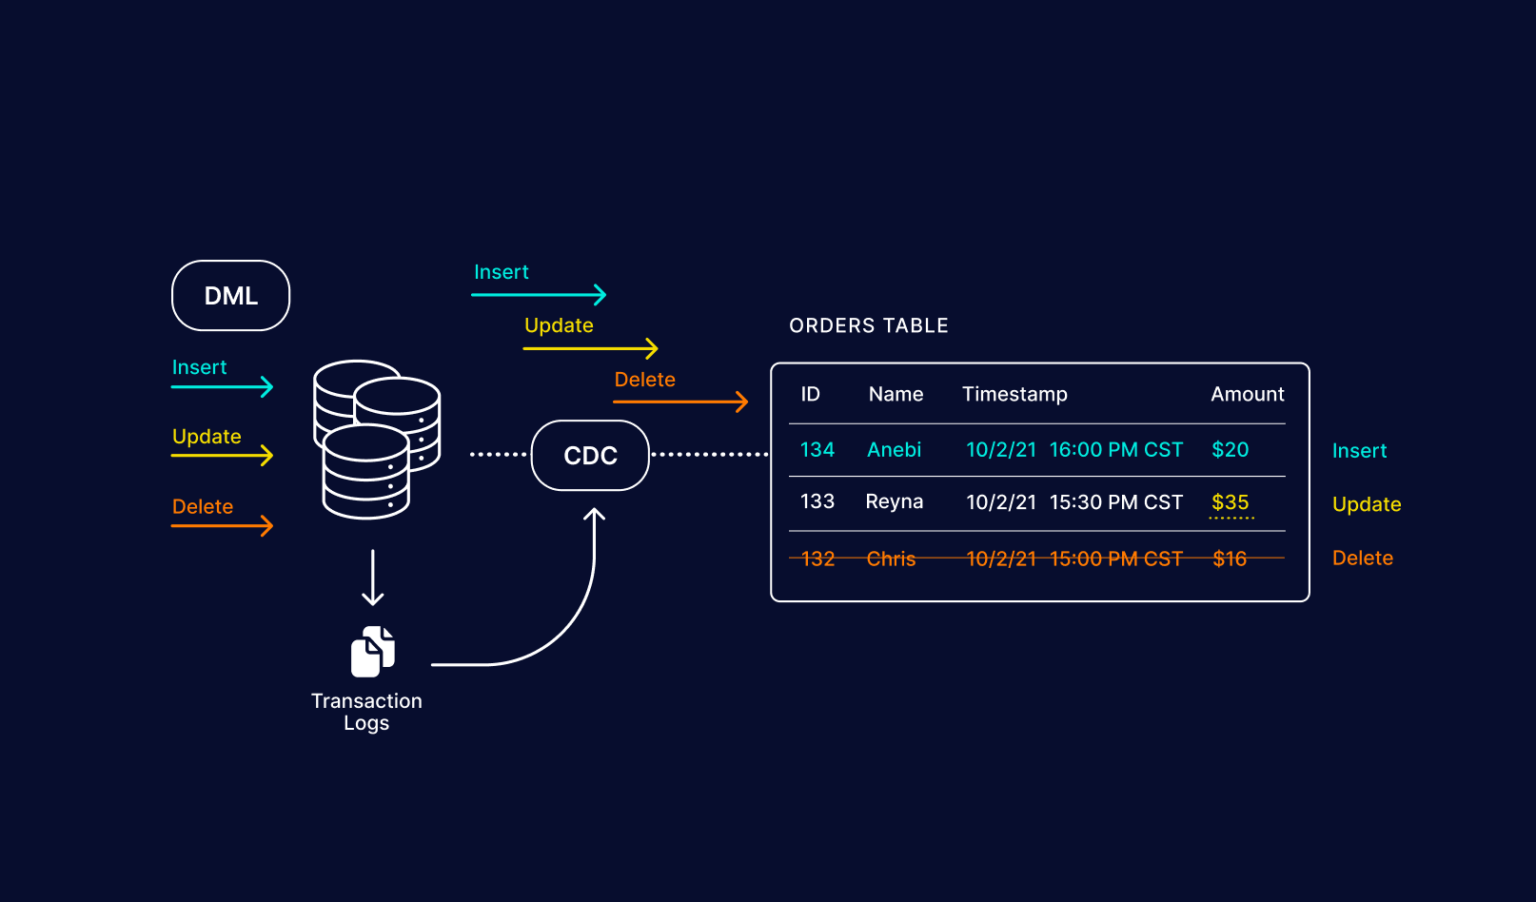 DML
Insert
Update
Delete
Transaction
Logs
Insert
Update
Delete
CDC
ORDERS TABLE
ID Name Timestamp Amount
134 Anebi 10/2/21 16:00 PM CST $20 Insert
133 Reyna 10/2/21 15:30 PM CST $35 Update
132 Chris 10/2/21 15:00 PM CST $16 Delete